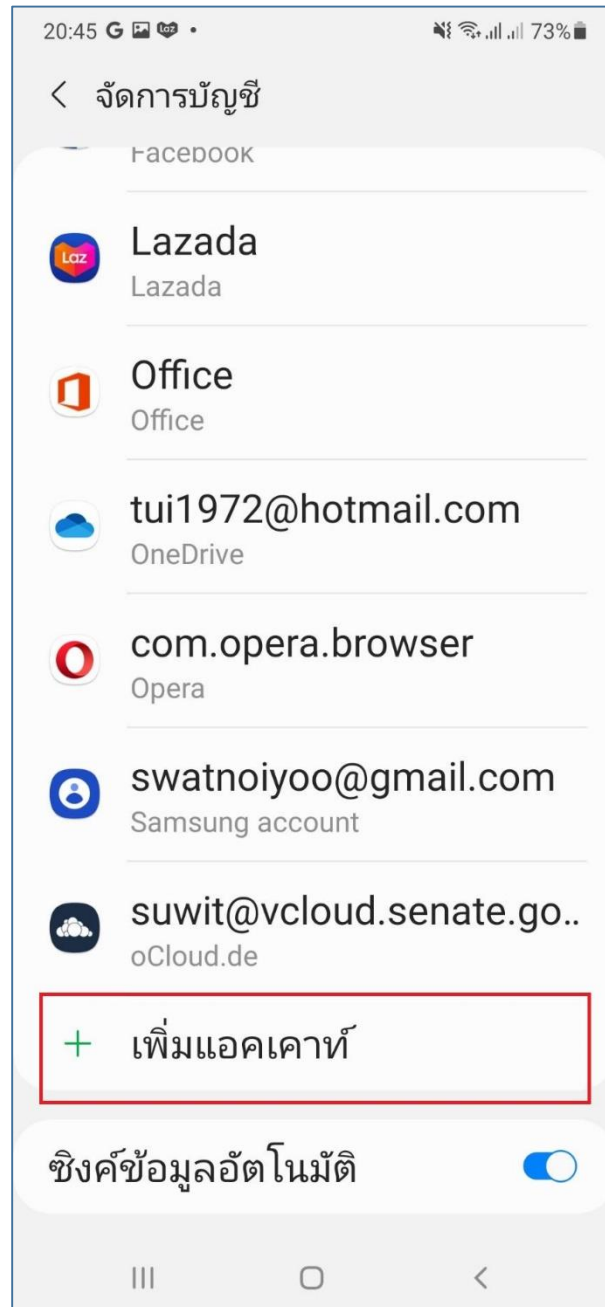 20:45 G 73%
จัดการบัญชี
Facebook
Laz
Lazada
Lazada
Office
Office
tui1972@hotmail.com
OneDrive
com.opera.browser
Opera
swatnoiyoo@gmail.com
Samsung account
suwit@vcloud.senate.go..
oCloud.de
+ เพิ่มแอคเคาท์
ซิงค์ข้อมูลอัตโนมัติ